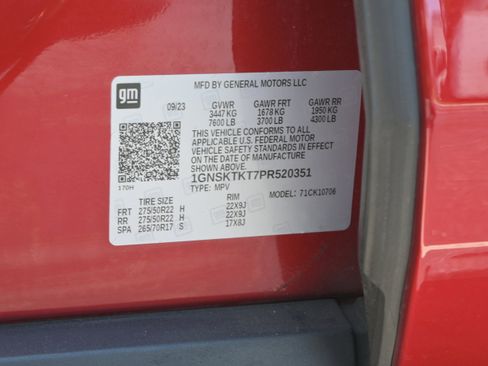 MFD BY GENERAL MOTORS LLC
gm
09/23 GVWR GAWR FRT GAWR RR
3447 KG 1678 KG 1950 KG
7600 LB 3700 LB 4300 LB
THIS VEHICLE CONFORMS TO ALL
APPLICABLE U.S. FEDERAL MOTOR
VEHICLE SAFETY STANDARDS IN EFFECT
ON THE DATE OF MANUFACTURE SHOWN ABOVE.
1GNSKTKT7PR520351
170H TYPE: MPV MODEL: 71CK10706
TIRE SIZE RIM
FRT 275/50R22 H 22X9J
RR 275/50R22 H 22X9J
SPA 265/70R17 S 17X8J